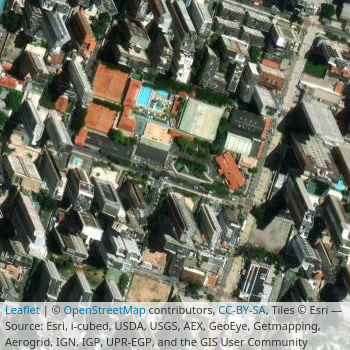 Leaflet | © OpenStreetMap contributors, CC-BY-SA, Tiles © Esri —
Source: Esri, i-cubed, USDA, USGS, AEX, GeoEye, Getmapping,
Aerogrid, IGN, IGP, UPR-EGP, and the GIS User Community